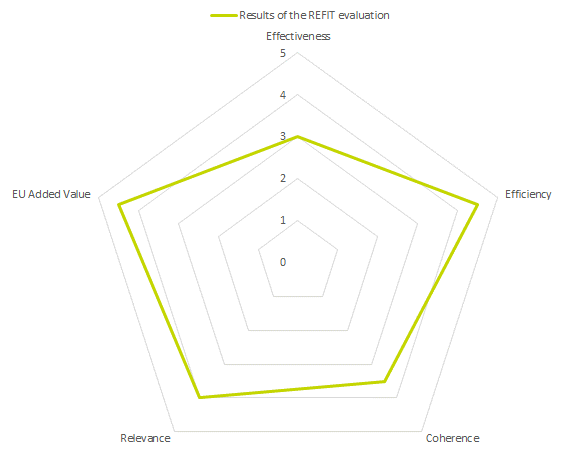 Results of the REFIT evaluation
Effectiveness
5
4
3
2
1
0
EU Added Value
Efficiency
Relevance
Coherence